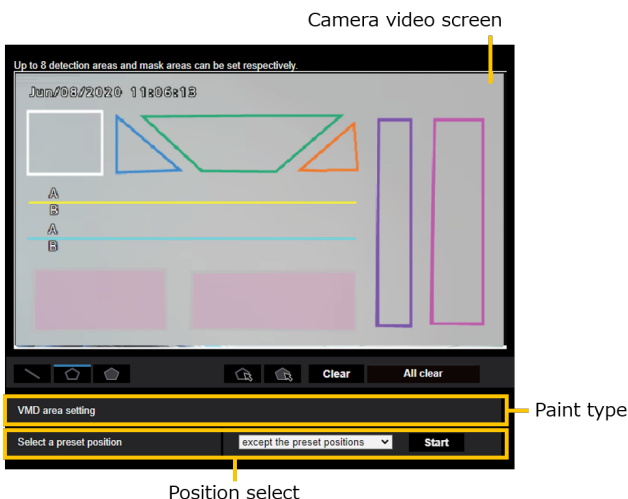 Camera video screen
Up to 8 detection areas and mask areas can be set respectively.
Jun/08/2020 11:06:13
A
B
A
B
Clear
All clear
VMD area setting
Paint type
Select a preset position
except the preset positions
Start
Position select